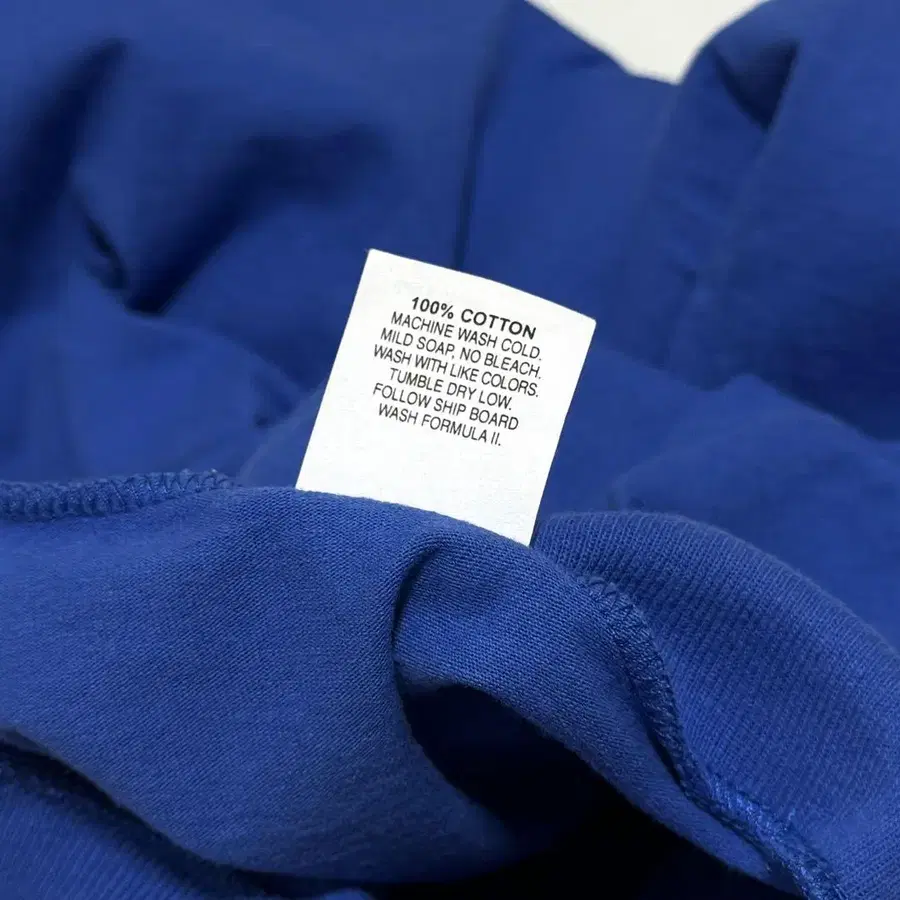 100% COTTON
MACHINE WASH COLD.
MILD SOAP, NO BLEACH.
WASH WITH LIKE COLORS.
TUMBLE DRY LOW.
FOLLOW SHIP BOARD
WASH FORMULA II.